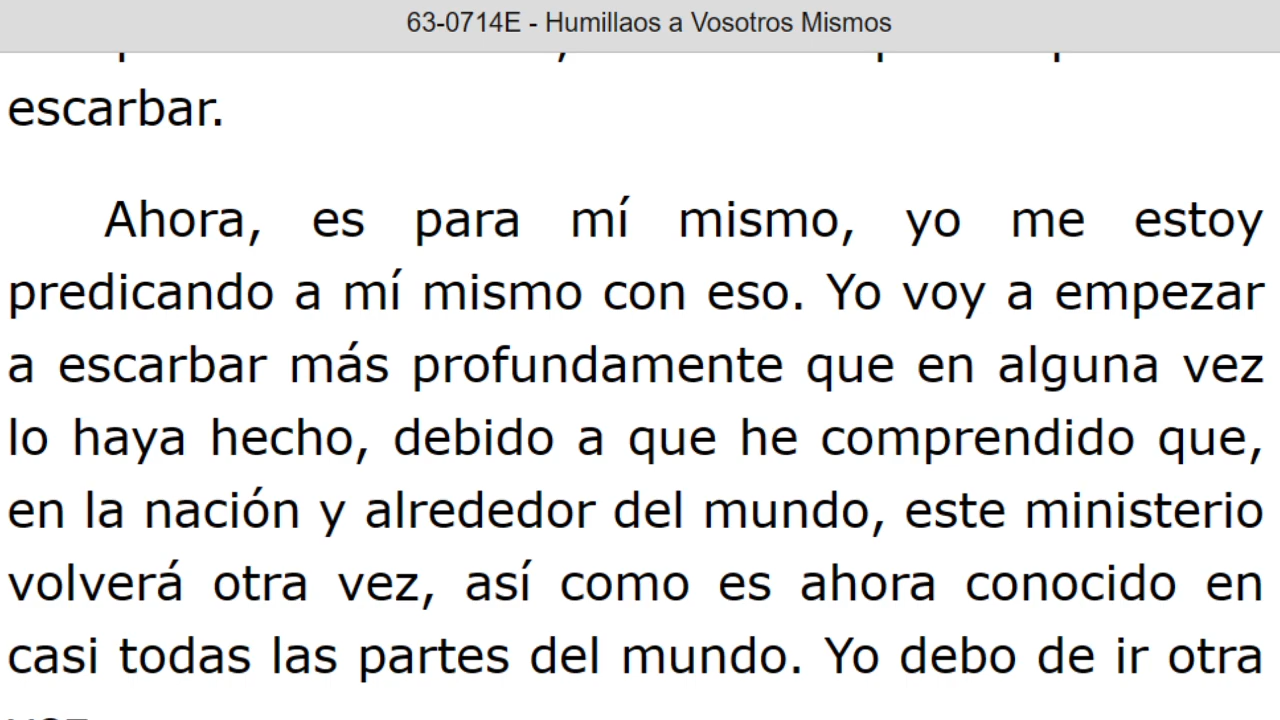 63-0714E - Humillaos a Vosotros Mismos
escarbar.
Ahora, es para mí mismo, yo me estoy
predicando a mí mismo con eso. Yo voy a empezar
a escarbar más profundamente que en alguna vez
lo haya hecho, debido a que he comprendido que,
en la nación y alrededor del mundo, este ministerio
volverá otra vez, así como es ahora conocido en
casi todas las partes del mundo. Yo debo de ir otra